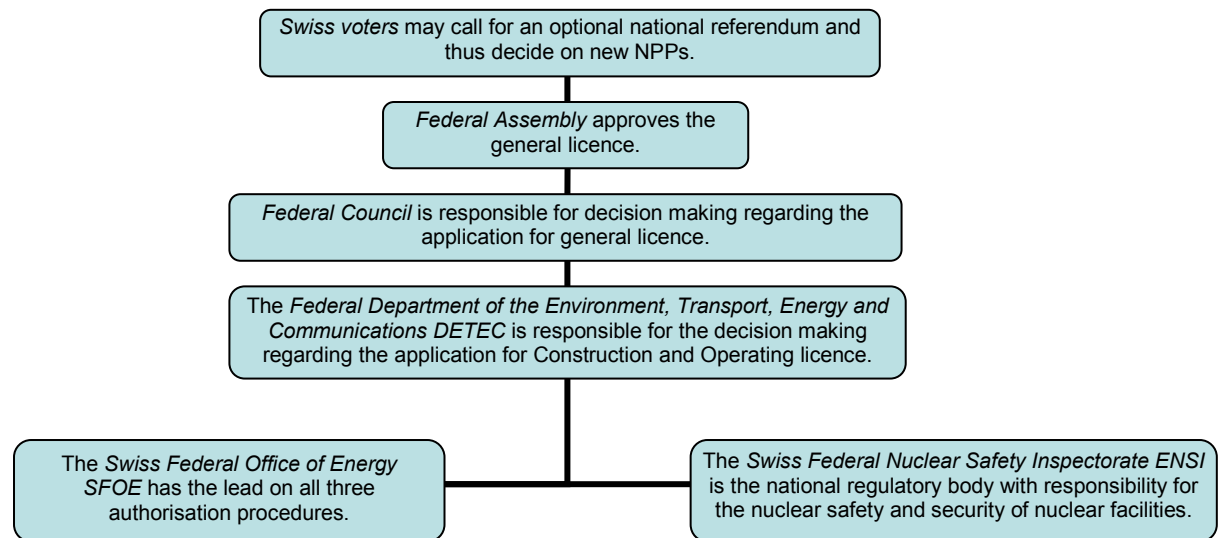 Swiss voters may call for an optional national referendum and
thus decide on new NPPs.
Federal Assembly approves the
general licence.
Federal Council is responsible for decision making regarding the
application for general licence.
The Federal Department of the Environment, Transport, Energy and
Communications DETEC is responsible for the decision making
regarding the application for Construction and Operating licence.
The Swiss Federal Office of Energy
SFOE has the lead on all three
authorisation procedures.
The Swiss Federal Nuclear Safety Inspectorate ENSI
is the national regulatory body with responsibility for
the nuclear safety and security of nuclear facilities.